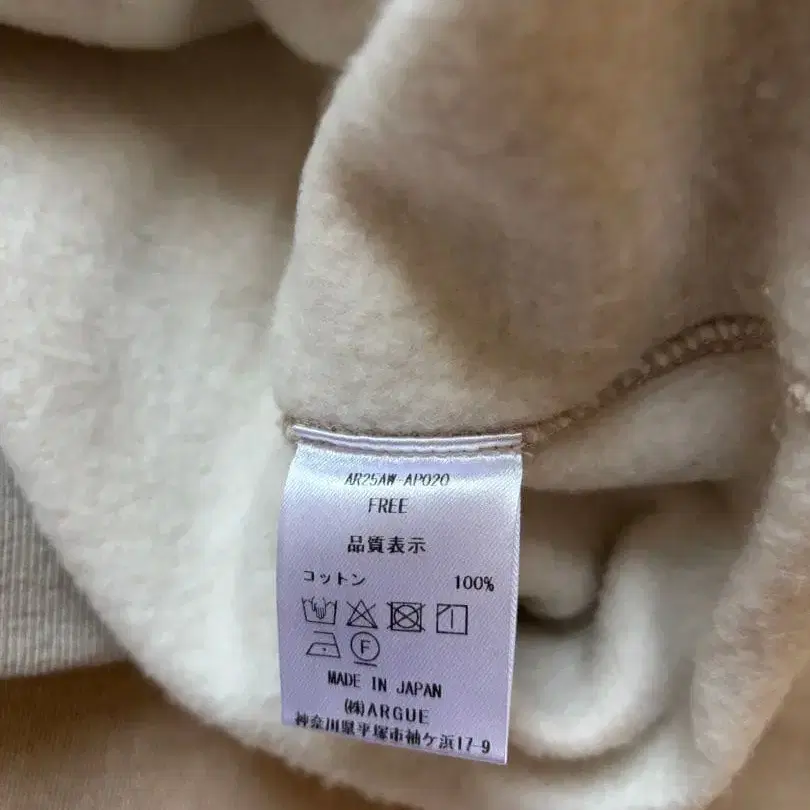 AR25AW-AP020
FREE
品質表示
コットン 100%
F
MADE IN JAPAN
㈱ARGUE
神奈川県平塚市袖ケ浜17-9